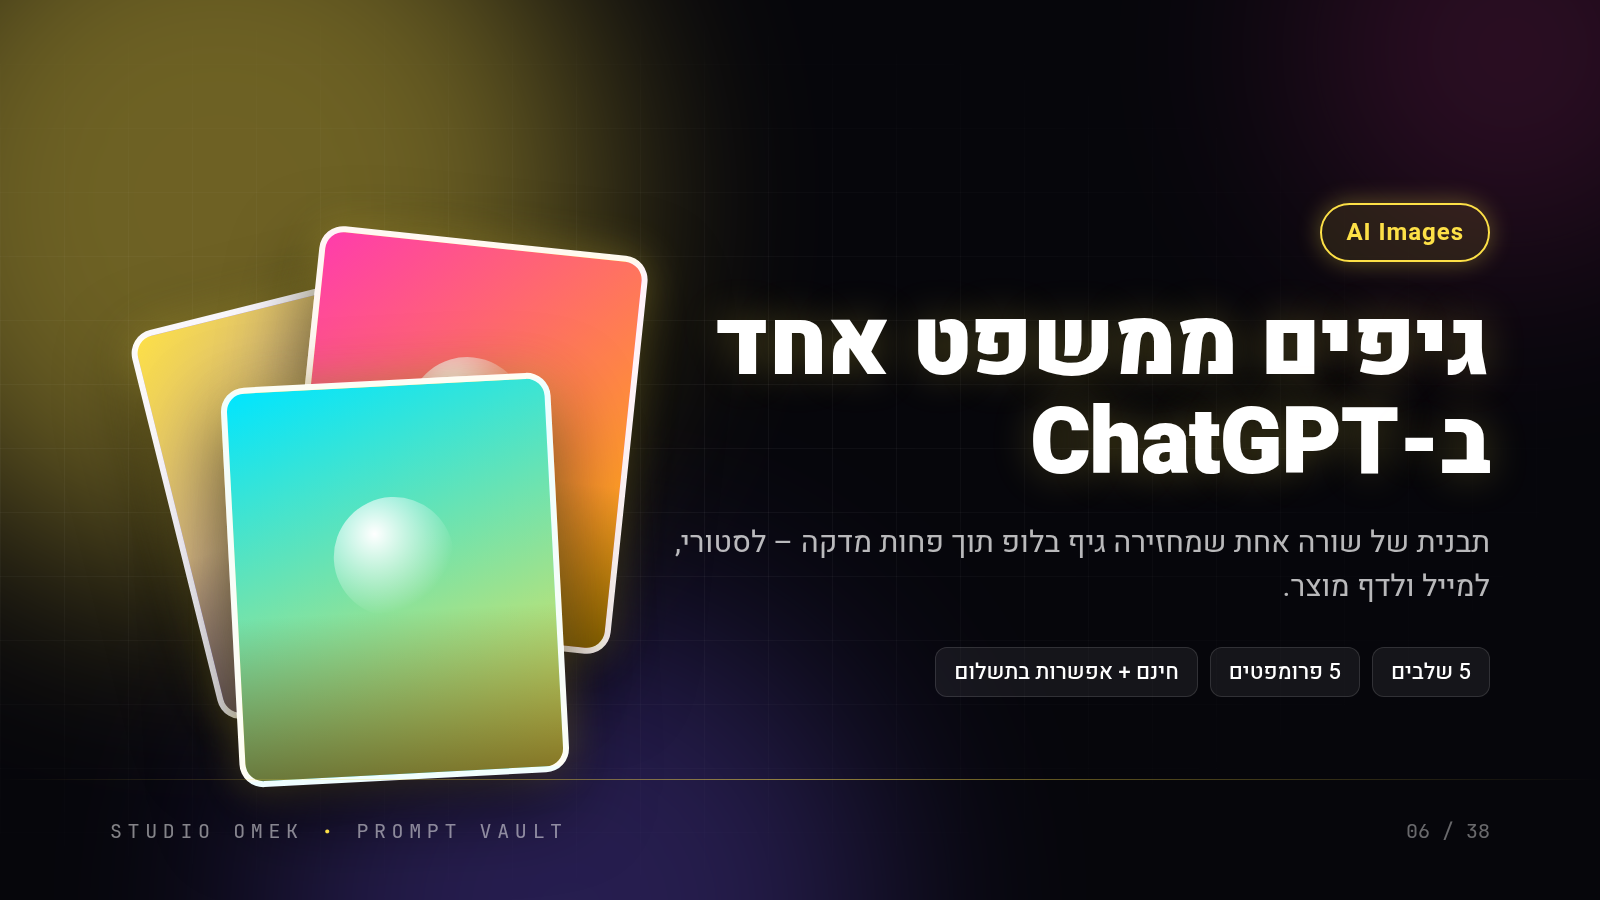 AI Images
גיפים ממשפט אחד
ב-ChatGPT
תבנית של שורה אחת שמחזירה גיף בלופ תוך פחות מדקה – לסטורי,
למייל ולדף מוצר.
5 שלבים
5 פרומפטים
חינם + אפשרות בתשלום
STUDIO OMEK • PROMPT VAULT
06 / 38